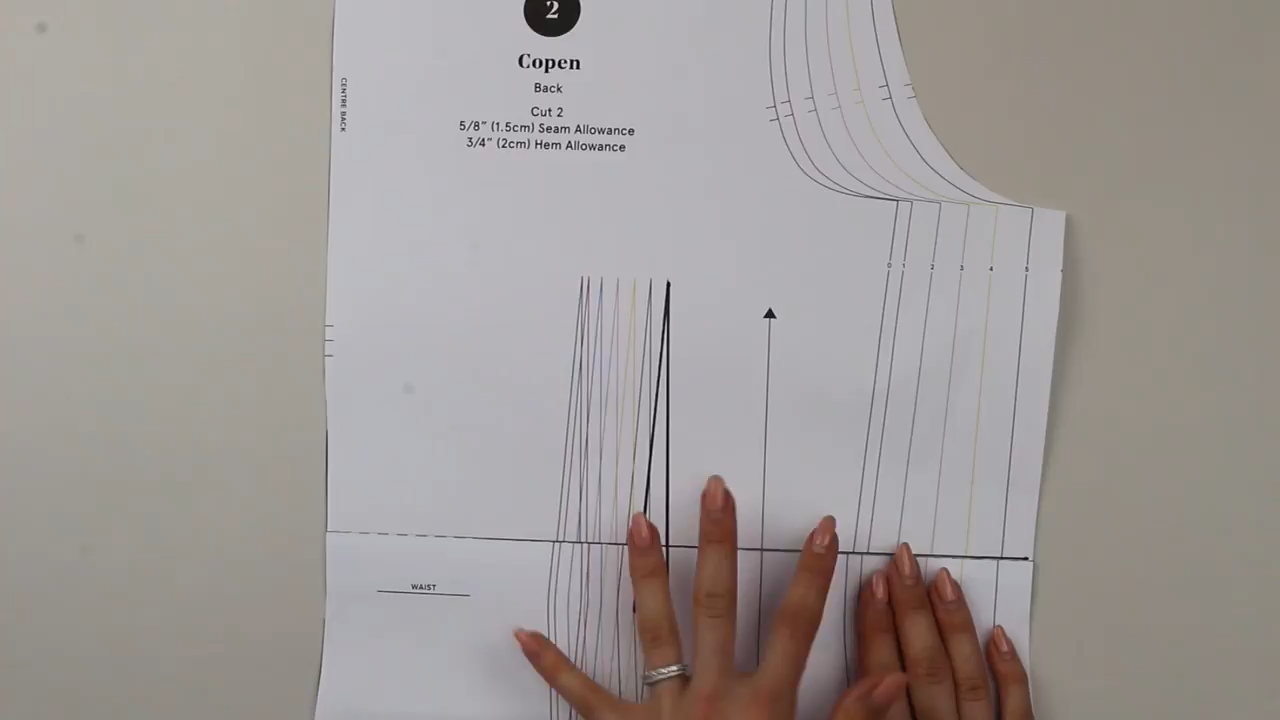 2
Copen
Back
Cut 2
5/8" (1.5cm) Seam Allowance
3/4" (2cm) Hem Allowance
CENTRE BACK
0 1 2 3 4 5
WAIST